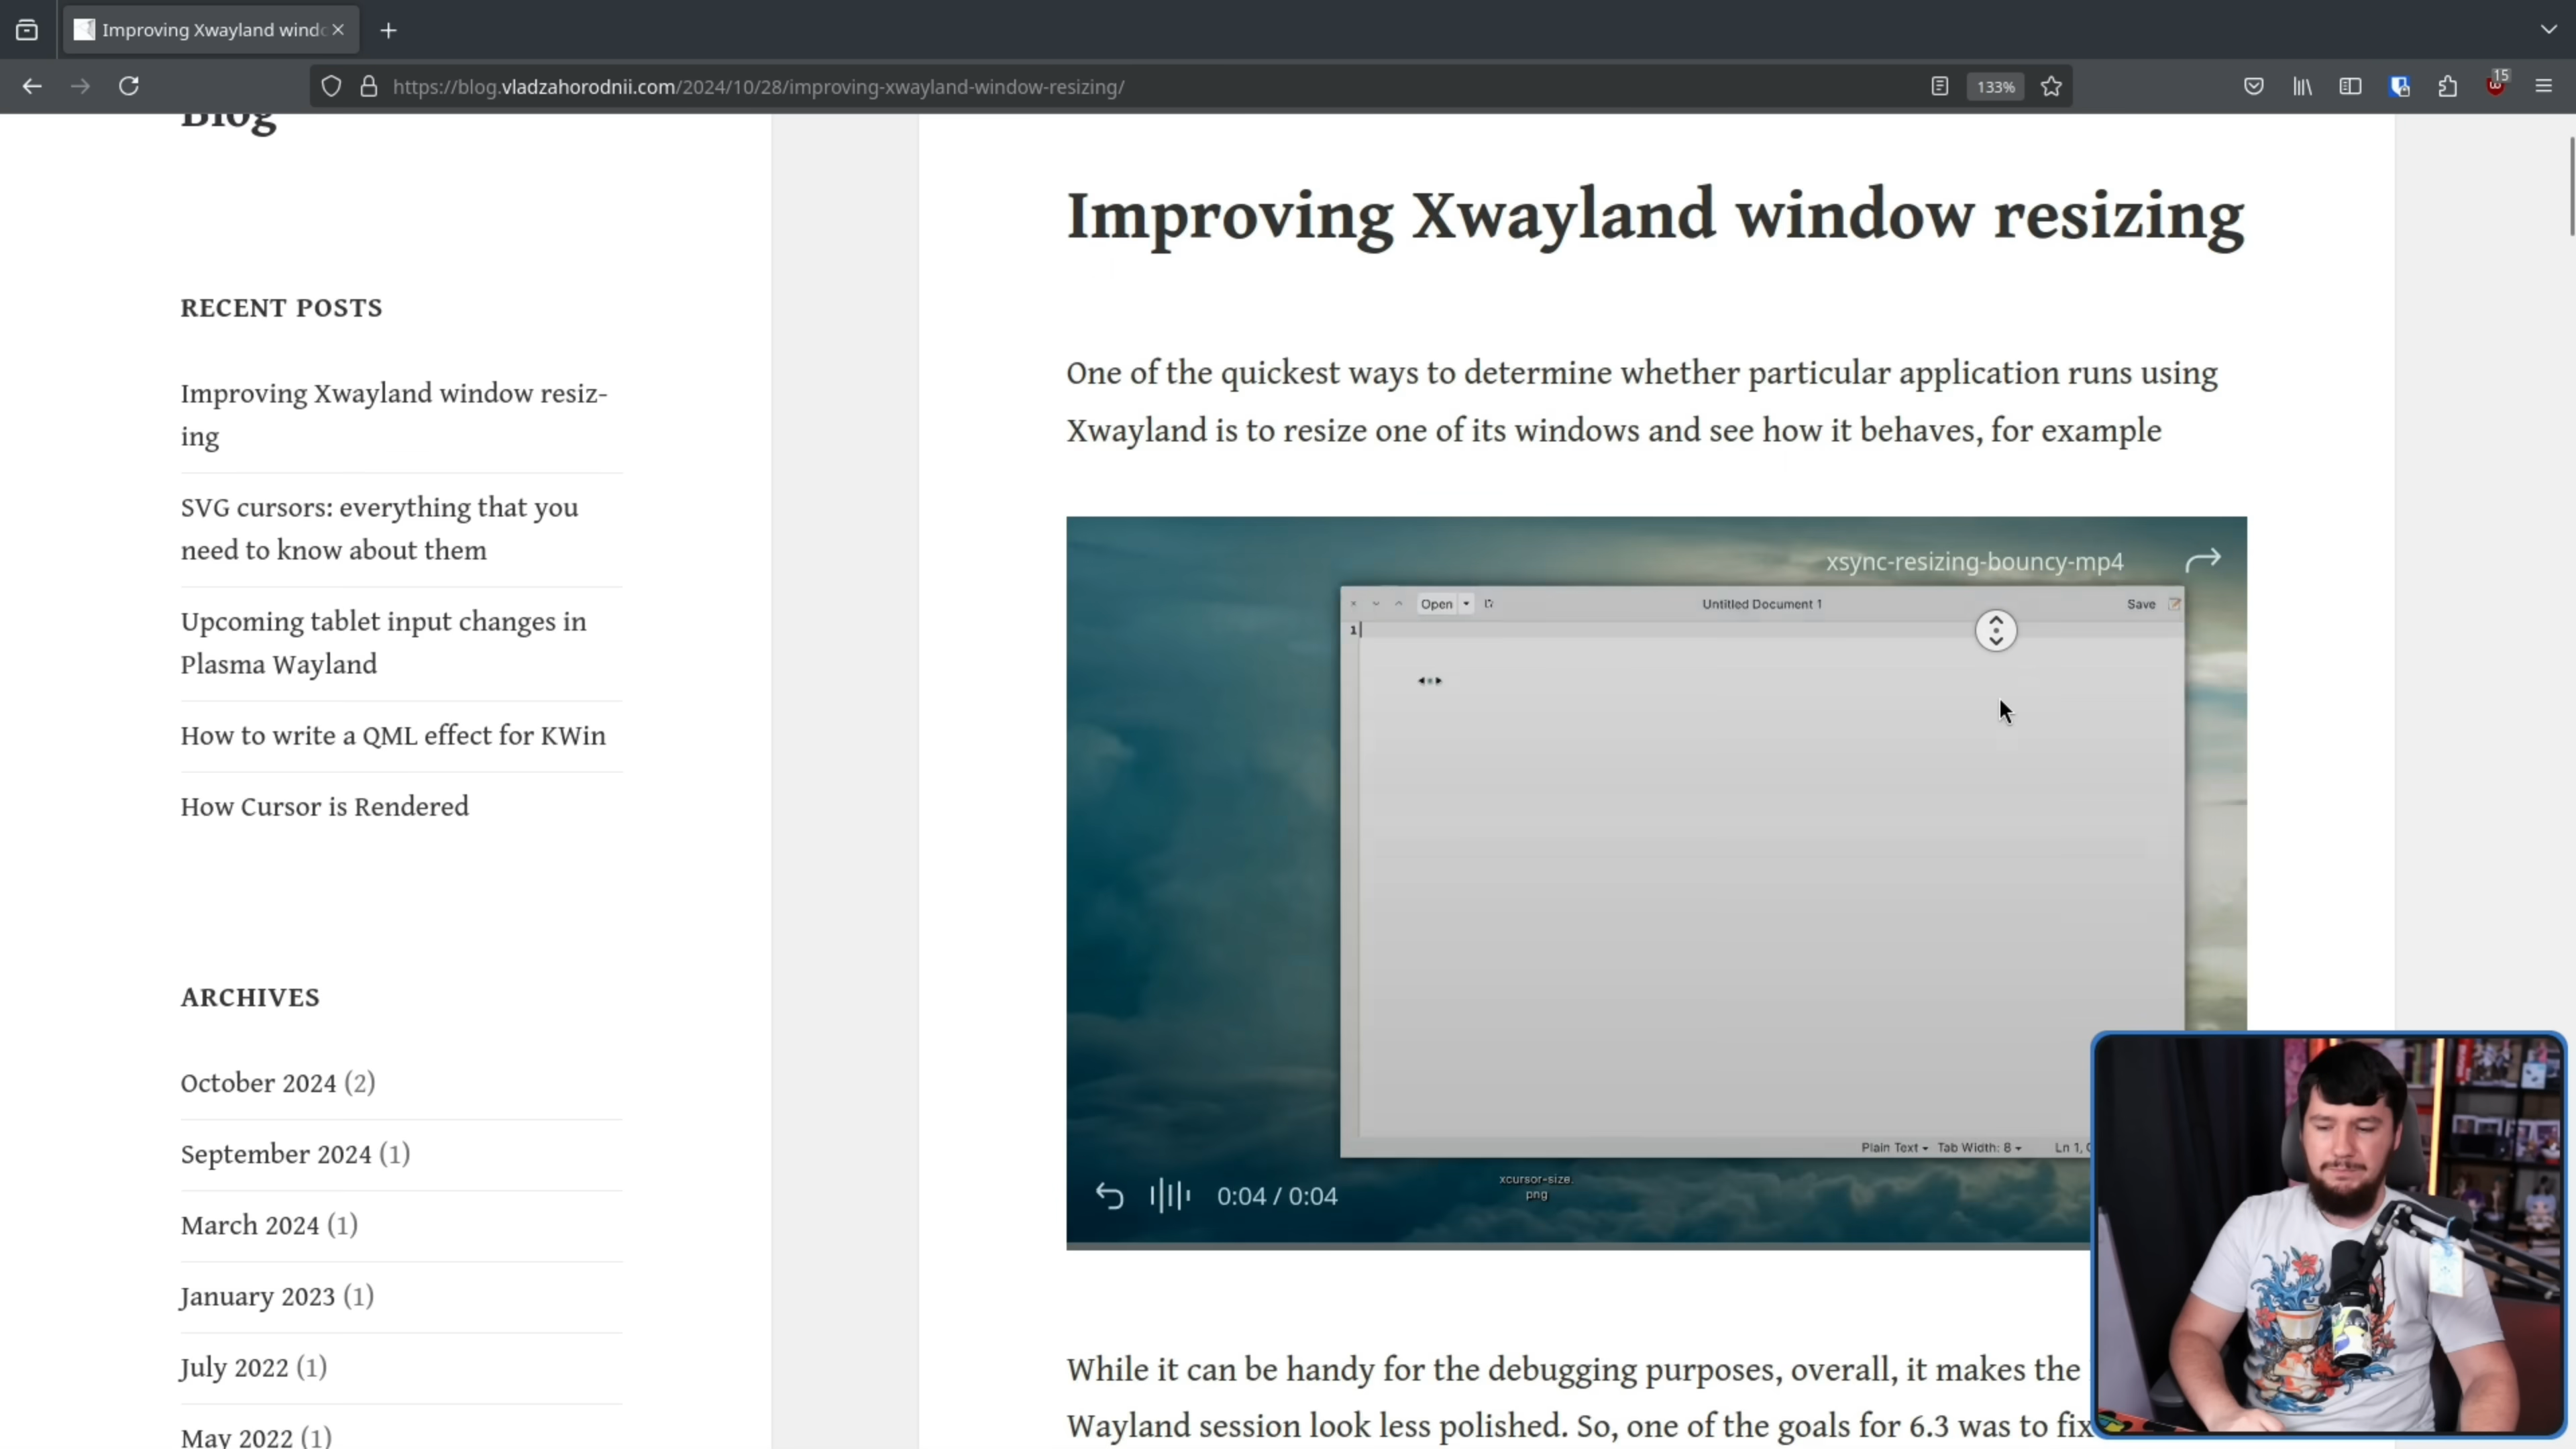 Improving Xwayland windo
https://blog.vladzahorodnii.com/2024/10/28/improving-xwayland-window-resizing/
133%
15
Blog
RECENT POSTS
Improving Xwayland window resiz-
ing
SVG cursors: everything that you
need to know about them
Upcoming tablet input changes in
Plasma Wayland
How to write a QML effect for KWin
How Cursor is Rendered
ARCHIVES
October 2024 (2)
September 2024 (1)
March 2024 (1)
January 2023 (1)
July 2022 (1)
May 2022 (1)
Improving Xwayland window resizing
One of the quickest ways to determine whether particular application runs using
Xwayland is to resize one of its windows and see how it behaves, for example
xsync-resizing-bouncy-mp4
Open
Untitled Document 1
Save
1
Plain Text
Tab Width: 8
Ln 1,
xcursor-size.
png
0:04 / 0:04
While it can be handy for the debugging purposes, overall, it makes the
Wayland session look less polished. So, one of the goals for 6.3 was to fix